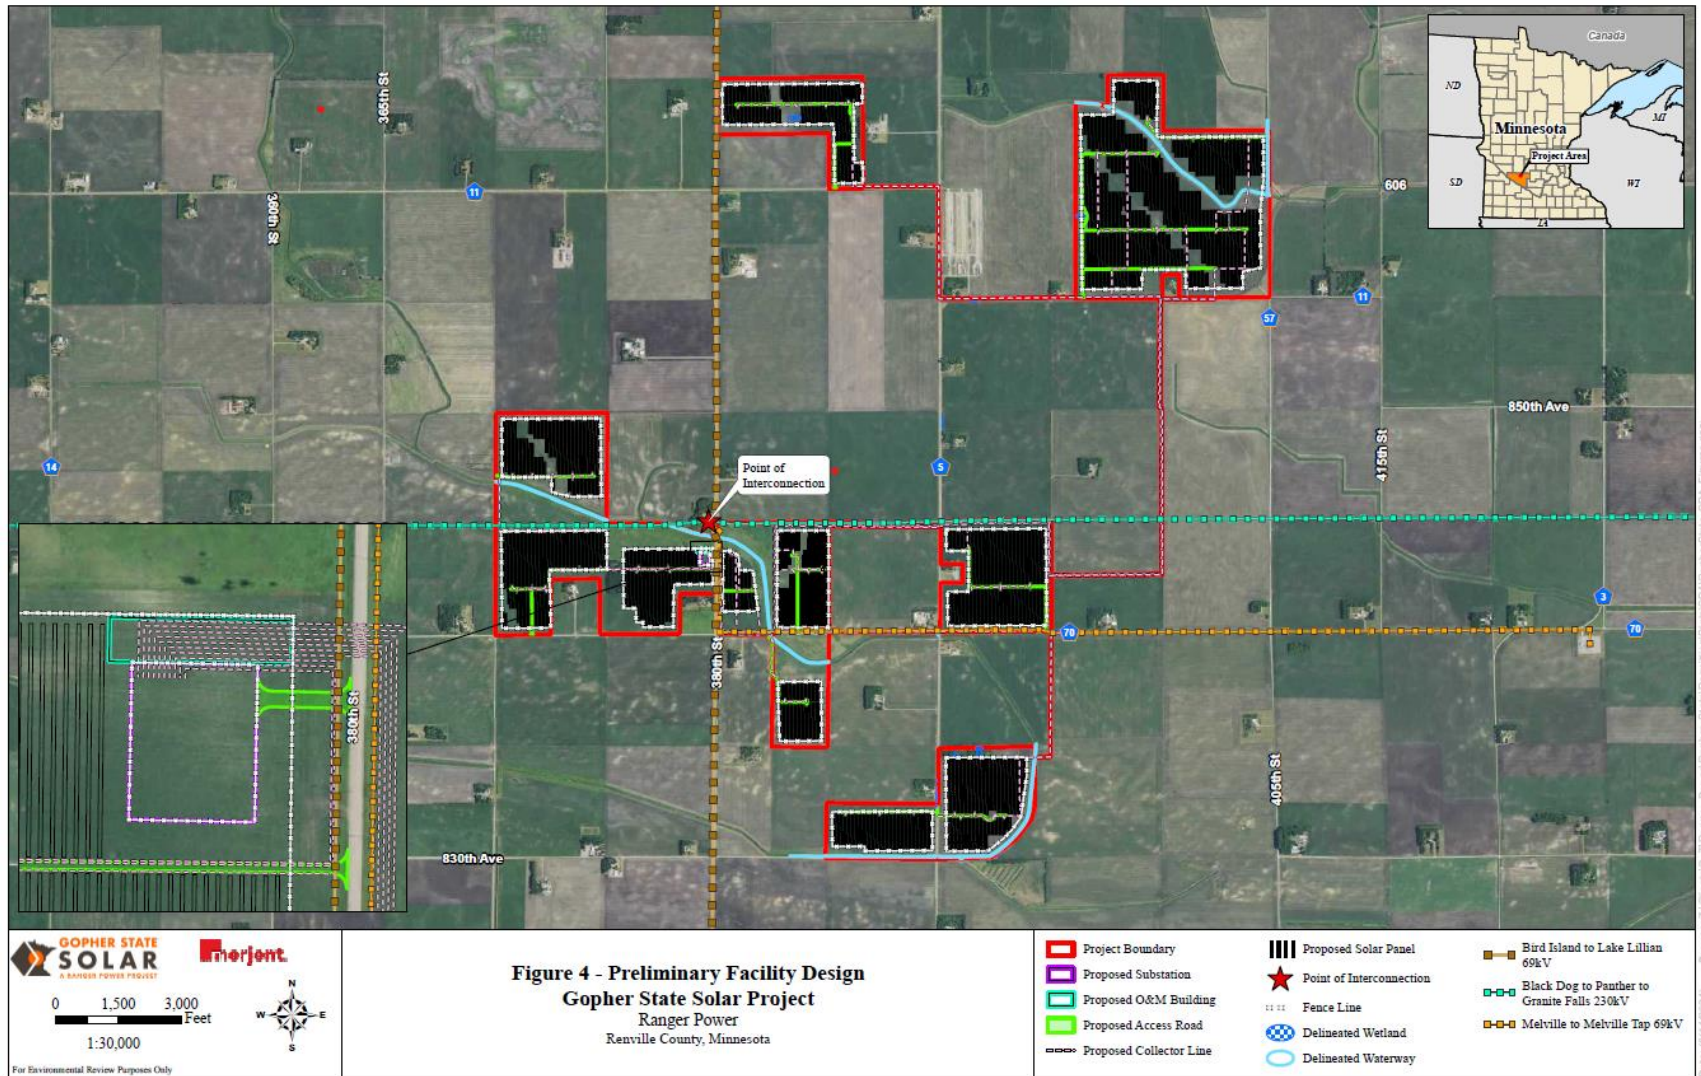 365th St
360th St
11
606
11
57
850th Ave
415th St
14
5
Point of
Interconnection
3
70
70
380th St
380th St
405th St
830th Ave
Canada
ND
Minnesota
MI
Project Area
SD
WI
IA
GOPHER STATE
SOLAR
A RANGER POWER PROJECT
merjent.
0 1,500 3,000
Feet
1:30,000
For Environmental Review Purposes Only
N
W E
S
Figure 4 - Preliminary Facility Design
Gopher State Solar Project
Ranger Power
Renville County, Minnesota
Project Boundary
Proposed Substation
Proposed O&M Building
Proposed Access Road
Proposed Collector Line
Proposed Solar Panel
Point of Interconnection
Fence Line
Delineated Wetland
Delineated Waterway
Bird Island to Lake Lillian
69kV
Black Dog to Panther to
Granite Falls 230kV
Melville to Melville Tap 69kV